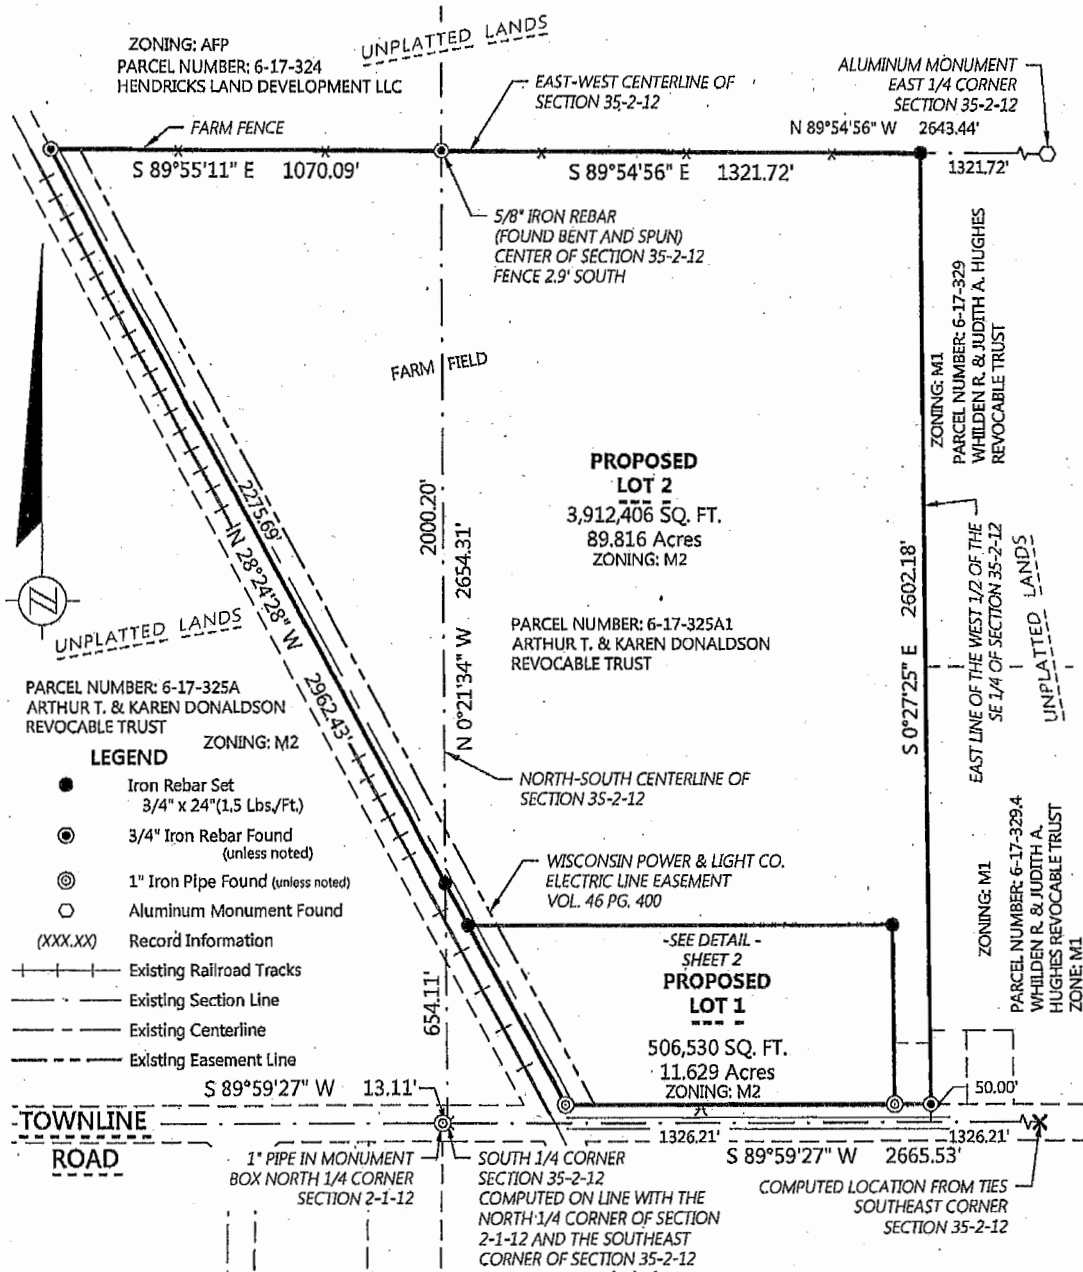 ZONING: AFP
PARCEL NUMBER: 6-17-324
HENDRICKS LAND DEVELOPMENT LLC
UNPLATTED LANDS
EAST-WEST CENTERLINE OF
SECTION 35-2-12
ALUMINUM MONUMENT
EAST 1/4 CORNER
SECTION 35-2-12
N 89°54'56" W 2643.44'
FARM FENCE
S 89°55'11" E 1070.09'
S 89°54'56" E 1321.72'
1321.72'
5/8" IRON REBAR
(FOUND BENT AND SPUN)
CENTER OF SECTION 35-2-12
FENCE 2.9' SOUTH
ZONING: M1
PARCEL NUMBER: 6-17-329
WHILDEN R. & JUDITH A. HUGHES
REVOCABLE TRUST
FARM FIELD
PROPOSED
LOT 2
3,912,406 SQ. FT.
89.816 Acres
ZONING: M2
2275.69'
N 28°24'28" W
2962.43'
2000.20'
N 0°21'34" W 2654.31'
S 0°27'25" E 2602.18'
EAST LINE OF THE WEST 1/2 OF THE
SE 1/4 OF SECTION 35-2-12
UNPLATTED LANDS
N
UNPLATTED LANDS
PARCEL NUMBER: 6-17-325A1
ARTHUR T. & KAREN DONALDSON
REVOCABLE TRUST
PARCEL NUMBER: 6-17-325A
ARTHUR T. & KAREN DONALDSON
REVOCABLE TRUST
ZONING: M2
LEGEND
Iron Rebar Set
3/4" x 24"(1.5 Lbs./Ft.)
3/4" Iron Rebar Found
(unless noted)
1" Iron Pipe Found (unless noted)
Aluminum Monument Found
(XXX.XX) Record Information
Existing Railroad Tracks
Existing Section Line
Existing Centerline
Existing Easement Line
NORTH-SOUTH CENTERLINE OF
SECTION 35-2-12
WISCONSIN POWER & LIGHT CO.
ELECTRIC LINE EASEMENT
VOL. 46 PG. 400
ZONING: M1
PARCEL NUMBER: 6-17-329.4
WHILDEN R. & JUDITH A.
HUGHES REVOCABLE TRUST
ZONE: M1
-SEE DETAIL -
SHEET 2
PROPOSED
LOT 1
506,530 SQ. FT.
11.629 Acres
ZONING: M2
654.11'
S 89°59'27" W 13.11'
50.00'
TOWNLINE
ROAD
1326.21'
1326.21'
S 89°59'27" W 2665.53'
1" PIPE IN MONUMENT
BOX NORTH 1/4 CORNER
SECTION 2-1-12
SOUTH 1/4 CORNER
SECTION 35-2-12
COMPUTED ON LINE WITH THE
NORTH 1/4 CORNER OF SECTION
2-1-12 AND THE SOUTHEAST
CORNER OF SECTION 35-2-12
COMPUTED LOCATION FROM TIES
SOUTHEAST CORNER
SECTION 35-2-12